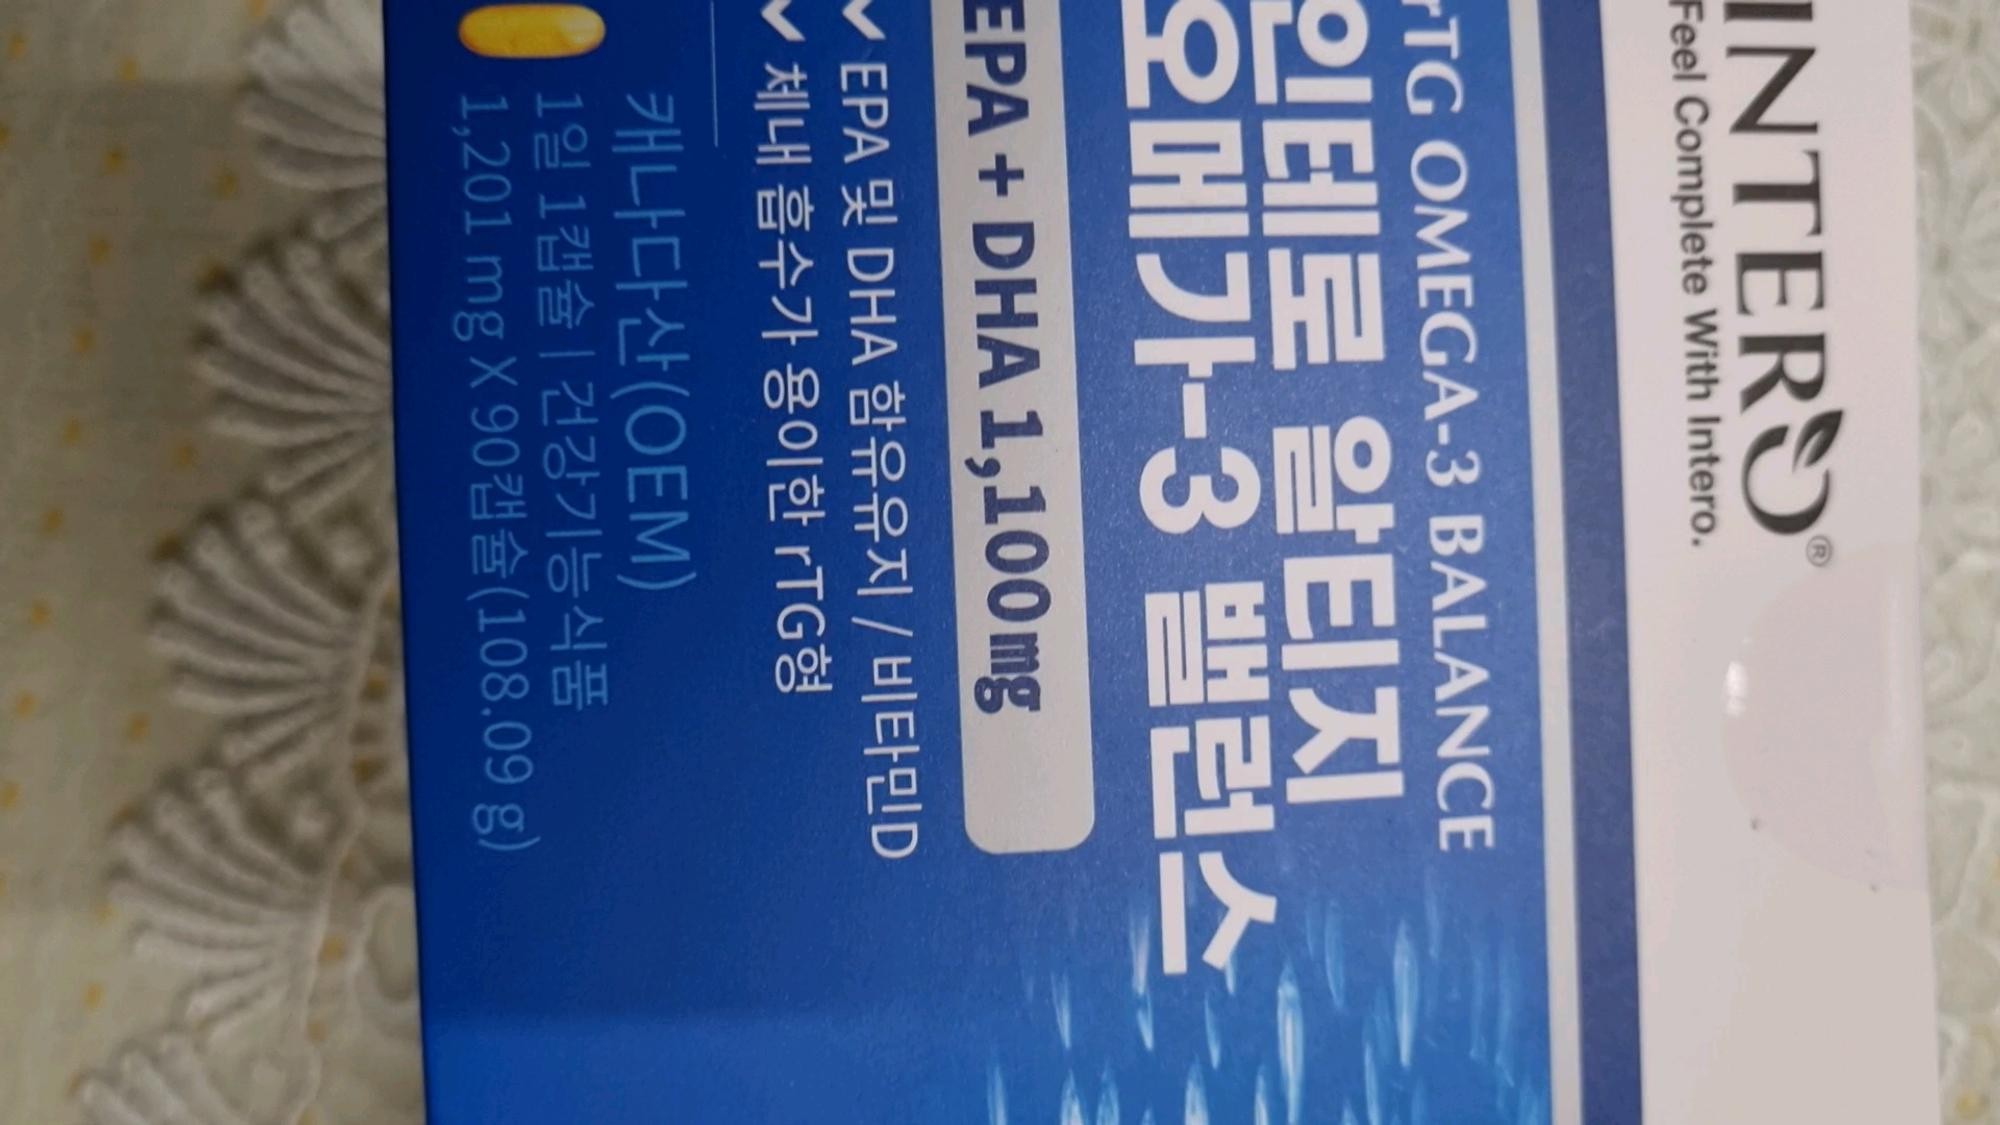 INTERO®
Feel Complete With Intero.
rTG OMEGA-3 BALANCE
인테로 알티지
오메가-3 밸런스
EPA + DHA 1,100mg
EPA 및 DHA 함유유지 / 비타민D
체내 흡수가 용이한 rTG형
캐나다산(OEM)
1일 1캡슐 | 건강기능식품
1,201 mg X 90캡슐(108.09 g)